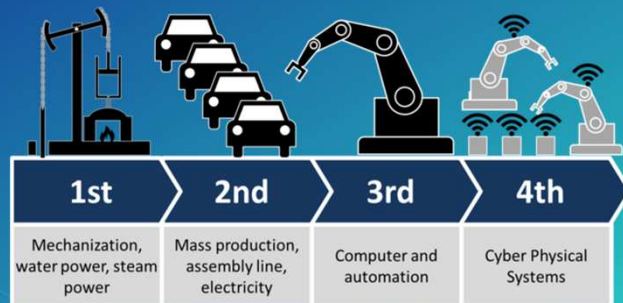 1st
2nd
3rd
4th
Mechanization,
water power, steam
power
Mass production,
assembly line,
electricity
Computer and
automation
Cyber Physical
Systems